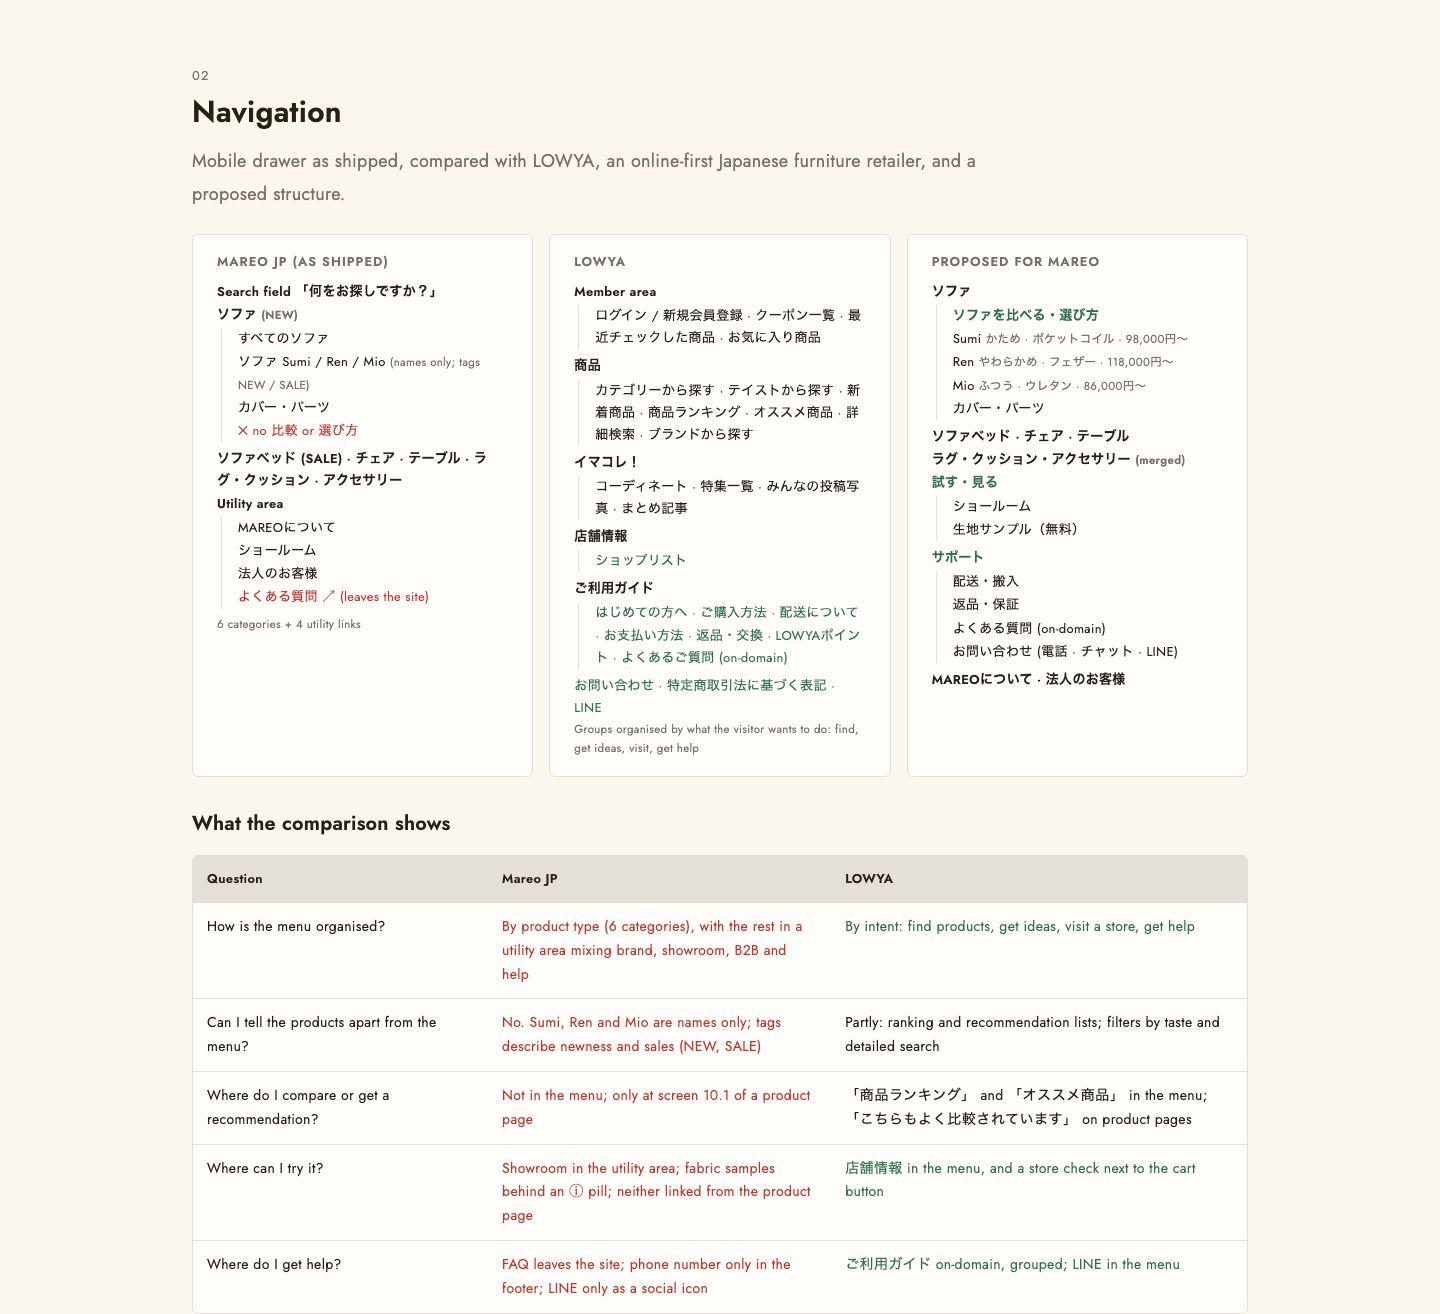 02
Navigation
Mobile drawer as shipped, compared with LOWYA, an online-first Japanese furniture retailer, and a
proposed structure.
MAREO JP (AS SHIPPED)
Search field 「何をお探しですか？」
ソファ (NEW)
すべてのソファ
ソファ Sumi / Ren / Mio (names only; tags
NEW / SALE)
カバー・パーツ
✕ no 比較 or 選び方
ソファベッド (SALE) · チェア · テーブル · ラ
グ・クッション · アクセサリー
Utility area
MAREOについて
ショールーム
法人のお客様
よくある質問 ↗ (leaves the site)
6 categories + 4 utility links
LOWYA
Member area
ログイン / 新規会員登録 · クーポン一覧 · 最
近チェックした商品 · お気に入り商品
商品
カテゴリーから探す · テイストから探す · 新
着商品 · 商品ランキング · オススメ商品 · 詳
細検索 · ブランドから探す
イマコレ！
コーディネート · 特集一覧 · みんなの投稿写
真 · まとめ記事
店舗情報
ショップリスト
ご利用ガイド
はじめての方へ · ご購入方法 · 配送について
· お支払い方法 · 返品・交換 · LOWYAポイン
ト · よくあるご質問 (on-domain)
お問い合わせ · 特定商取引法に基づく表記 ·
LINE
Groups organised by what the visitor wants to do: find,
get ideas, visit, get help
PROPOSED FOR MAREO
ソファ
ソファを比べる・選び方
Sumi かため · ポケットコイル · 98,000円〜
Ren やわらかめ · フェザー · 118,000円〜
Mio ふつう · ウレタン · 86,000円〜
カバー・パーツ
ソファベッド · チェア · テーブル
ラグ・クッション・アクセサリー (merged)
試す・見る
ショールーム
生地サンプル（無料）
サポート
配送・搬入
返品・保証
よくある質問 (on-domain)
お問い合わせ (電話 · チャット · LINE)
MAREOについて · 法人のお客様
What the comparison shows
Question
Mareo JP
LOWYA
How is the menu organised?
By product type (6 categories), with the rest in a
utility area mixing brand, showroom, B2B and
help
By intent: find products, get ideas, visit a store, get help
Can I tell the products apart from the
menu?
No. Sumi, Ren and Mio are names only; tags
describe newness and sales (NEW, SALE)
Partly: ranking and recommendation lists; filters by taste and
detailed search
Where do I compare or get a
recommendation?
Not in the menu; only at screen 10.1 of a product
page
「商品ランキング」 and 「オススメ商品」 in the menu;
「こちらもよく比較されています」 on product pages
Where can I try it?
Showroom in the utility area; fabric samples
behind an ⓘ pill; neither linked from the product
page
店舗情報 in the menu, and a store check next to the cart
button
Where do I get help?
FAQ leaves the site; phone number only in the
footer; LINE only as a social icon
ご利用ガイド on-domain, grouped; LINE in the menu